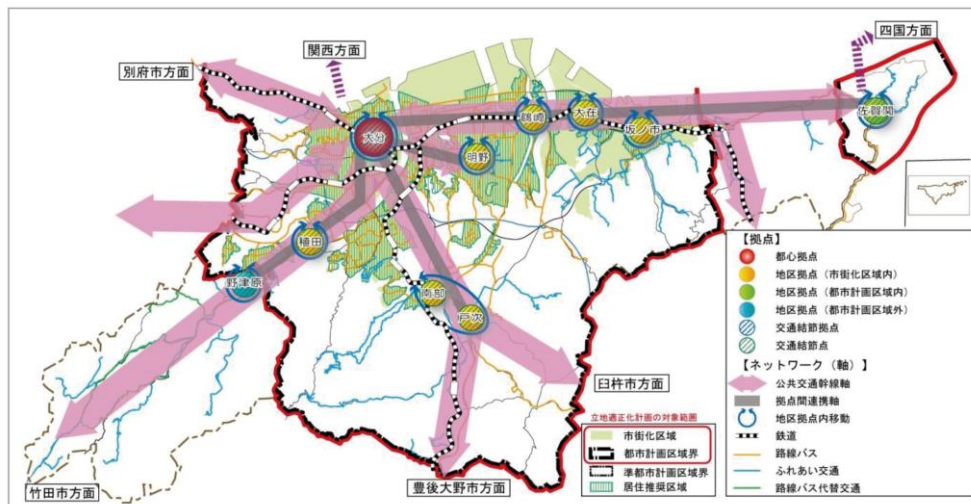 四国方面
関西方面
別府市方面
大分
鶴崎
大在
坂ノ市
佐賀関
明野
稙田
野津原
南部
戸次
臼杵市方面
竹田市方面
豊後大野市方面
立地適正化計画の対象範囲
市街化区域
都市計画区域界
準都市計画区域界
居住推奨区域
【拠点】
都心拠点
地区拠点（市街化区域内）
地区拠点（都市計画区域内）
地区拠点（都市計画区域外）
交通結節拠点
交通結節点
【ネットワーク（軸）】
公共交通幹線軸
拠点間連携軸
地区拠点内移動
鉄道
路線バス
ふれあい交通
路線バス代替交通